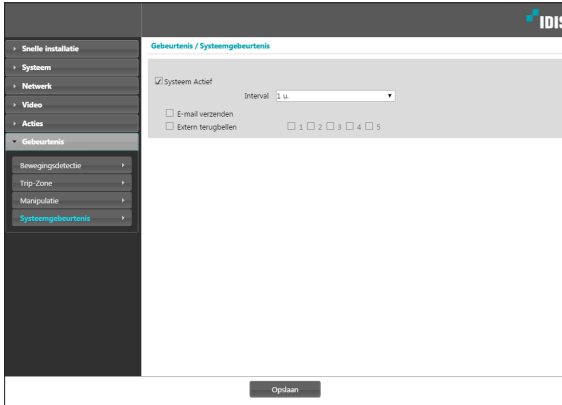 IDIS
Snelle installatie
Systeem
Netwerk
Video
Acties
Gebeurtenis
Bewegingsdetectie
Trip-Zone
Manipulatie
Systeemgebeurtenis
Gebeurtenis / Systeemgebeurtenis
Systeem Actief
Interval 1 u.
E-mail verzenden
Extern terugbellen 1 2 3 4 5
Opslaan